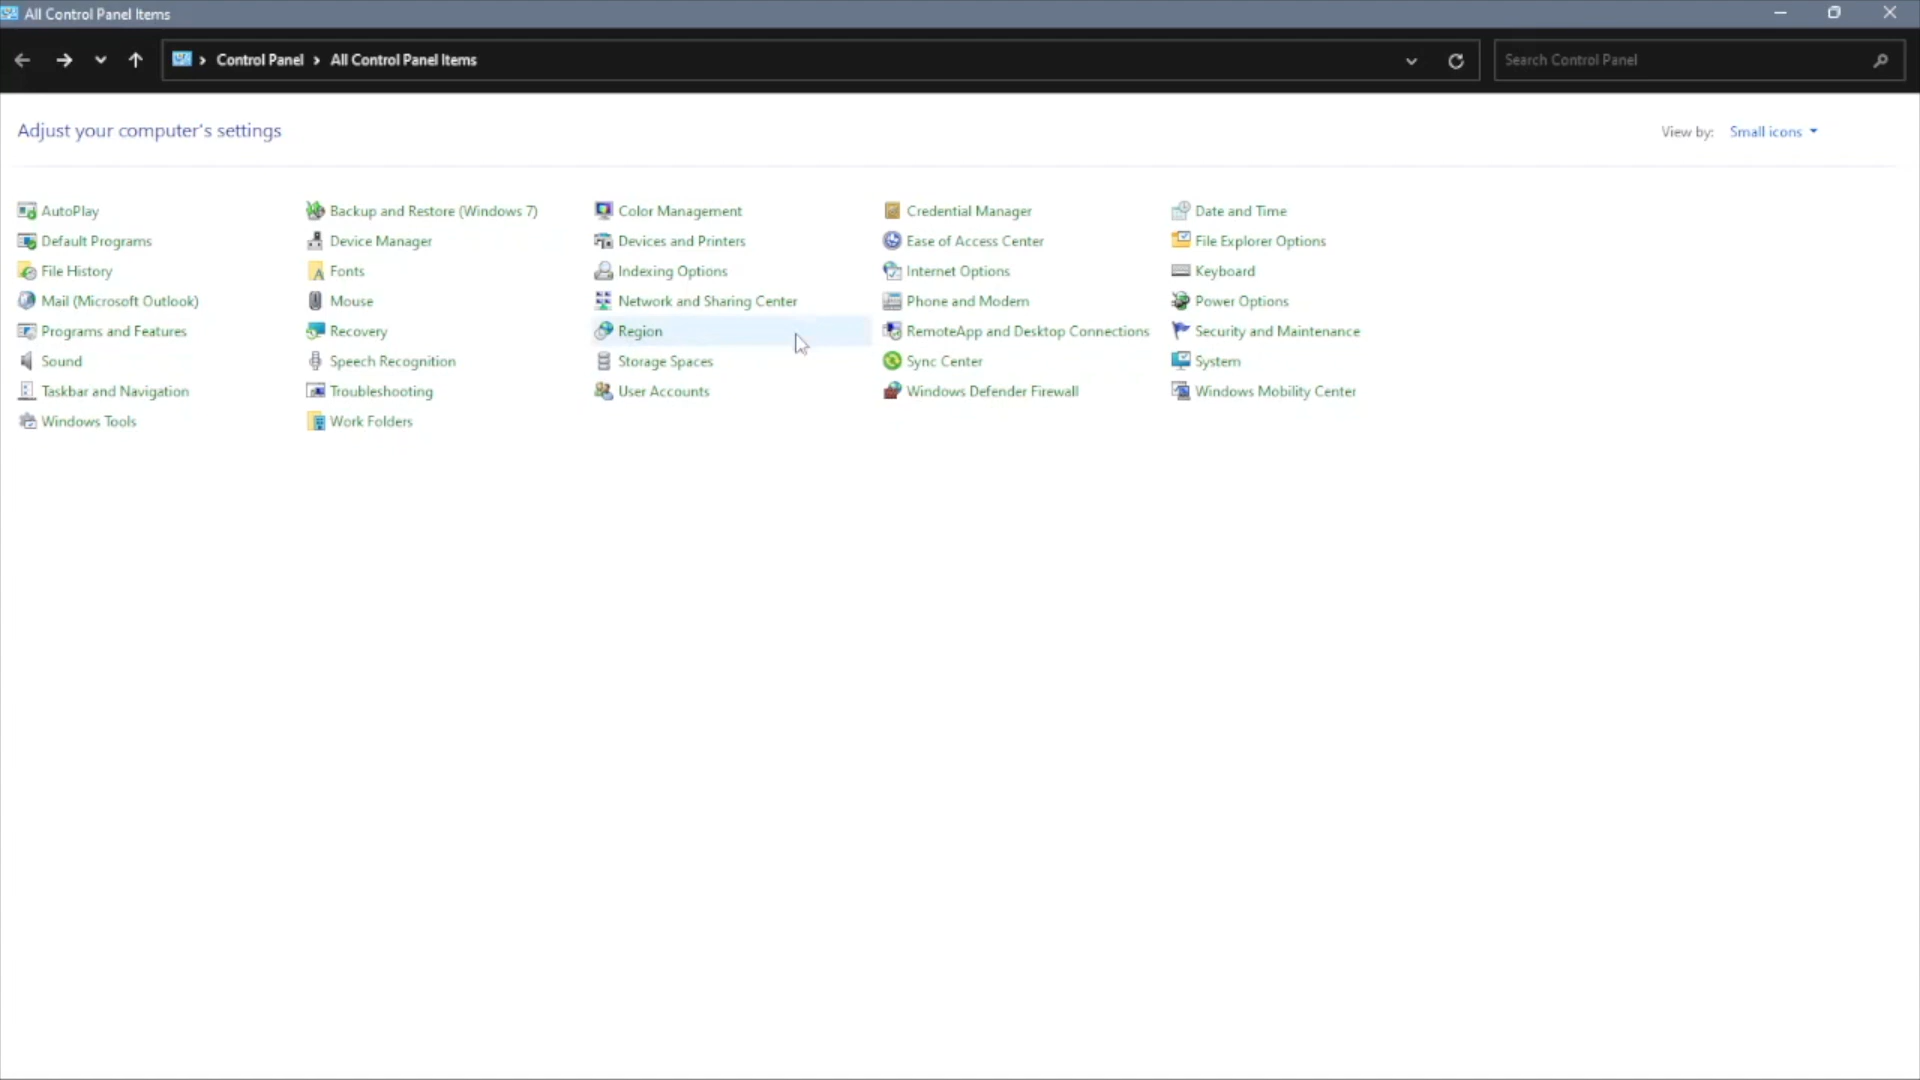 All Control Panel Items
Control Panel > All Control Panel Items
Search Control Panel
Adjust your computer's settings
View by: Small icons
AutoPlay
Backup and Restore (Windows 7)
Color Management
Credential Manager
Date and Time
Default Programs
Device Manager
Devices and Printers
Ease of Access Center
File Explorer Options
File History
Fonts
Indexing Options
Internet Options
Keyboard
Mail (Microsoft Outlook)
Mouse
Network and Sharing Center
Phone and Modem
Power Options
Programs and Features
Recovery
Region
RemoteApp and Desktop Connections
Security and Maintenance
Sound
Speech Recognition
Storage Spaces
Sync Center
System
Taskbar and Navigation
Troubleshooting
User Accounts
Windows Defender Firewall
Windows Mobility Center
Windows Tools
Work Folders